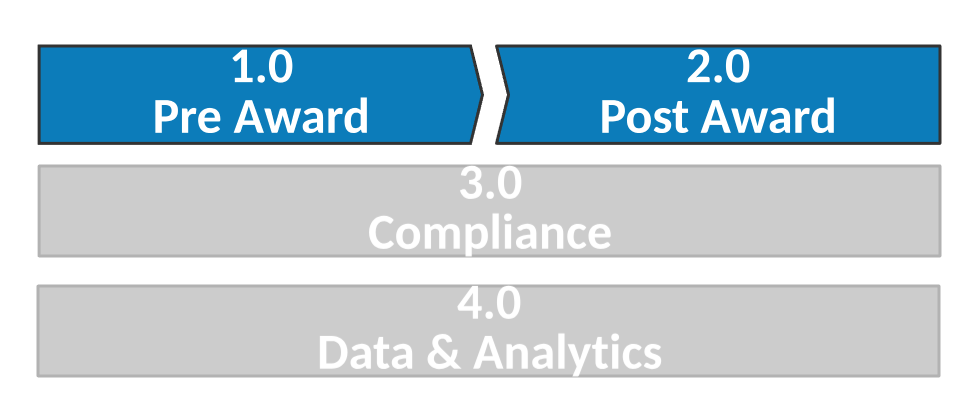 1.0
Pre Award
2.0
Post Award
3.0
Compliance
4.0
Data & Analytics